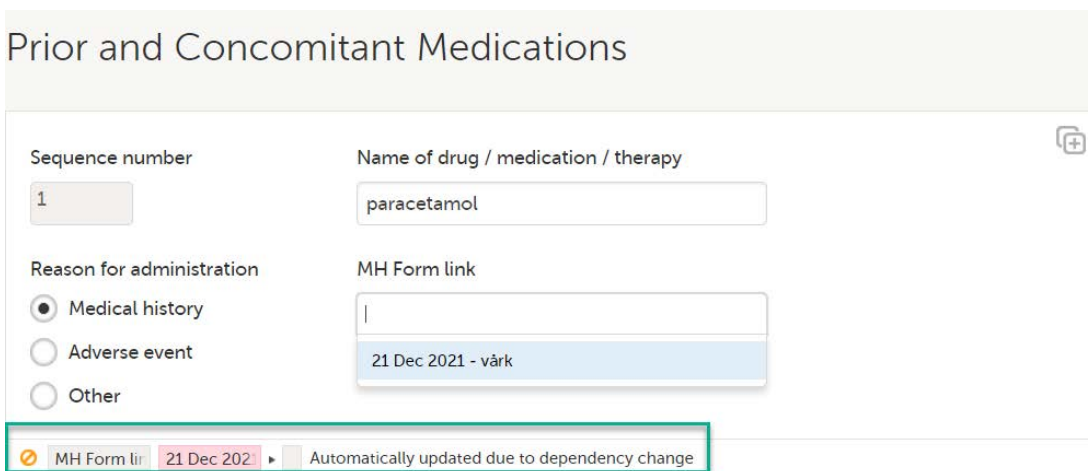 Prior and Concomitant Medications
Sequence number
Name of drug / medication / therapy
1
paracetamol
Reason for administration
MH Form link
Medical history
Adverse event
21 Dec 2021 - vårk
Other
MH Form lin 21 Dec 2021 Automatically updated due to dependency change